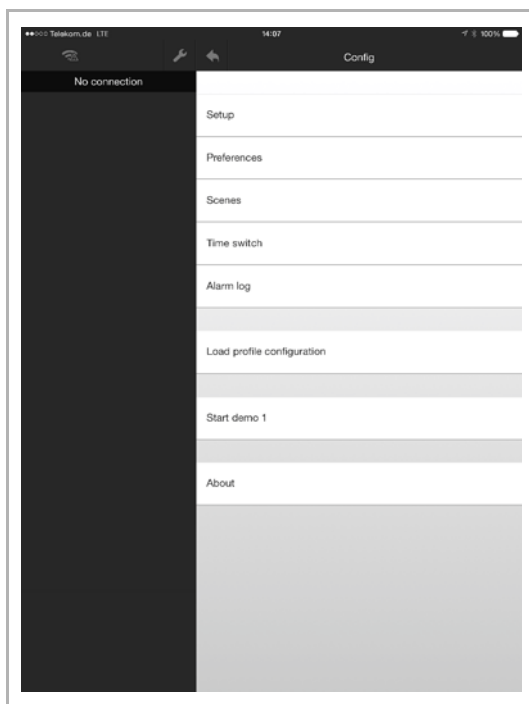 Telekom.de LTE 14:07 100%
Config
No connection
Setup
Preferences
Scenes
Time switch
Alarm log
Load profile configuration
Start demo 1
About